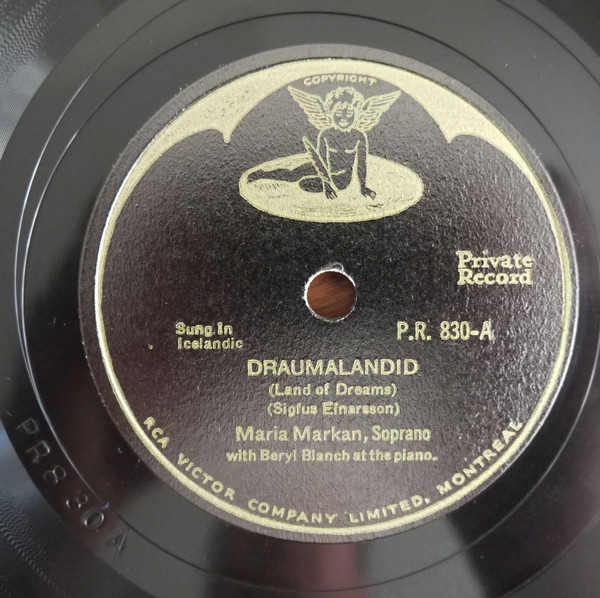 COPYRIGHT
Private
Record
Sung in
Icelandic
P.R. 830-A
DRAUMALANDID
(Land of Dreams)
(Sigfus Einarsson)
Maria Markan, Soprano
with Beryl Blanch at the piano.
RCA VICTOR COMPANY LIMITED, MONTREAL
PR830A